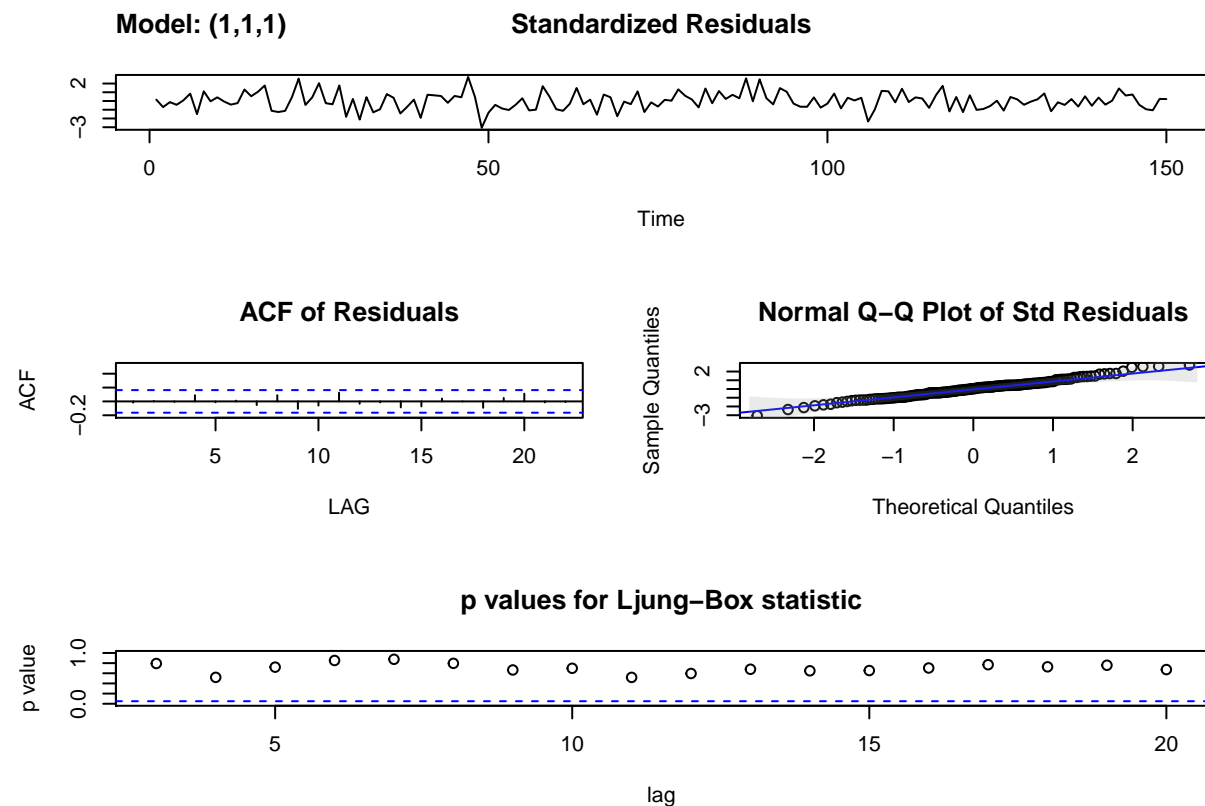 Model: (1,1,1) Standardized Residuals
2
−3
0 50 100 150
Time
ACF of Residuals
ACF
−0.2
5 10 15 20
LAG
Normal Q−Q Plot of Std Residuals
Sample Quantiles
2
−3
−2 −1 0 1 2
Theoretical Quantiles
p values for Ljung−Box statistic
p value
1.0
0.0
5 10 15 20
lag